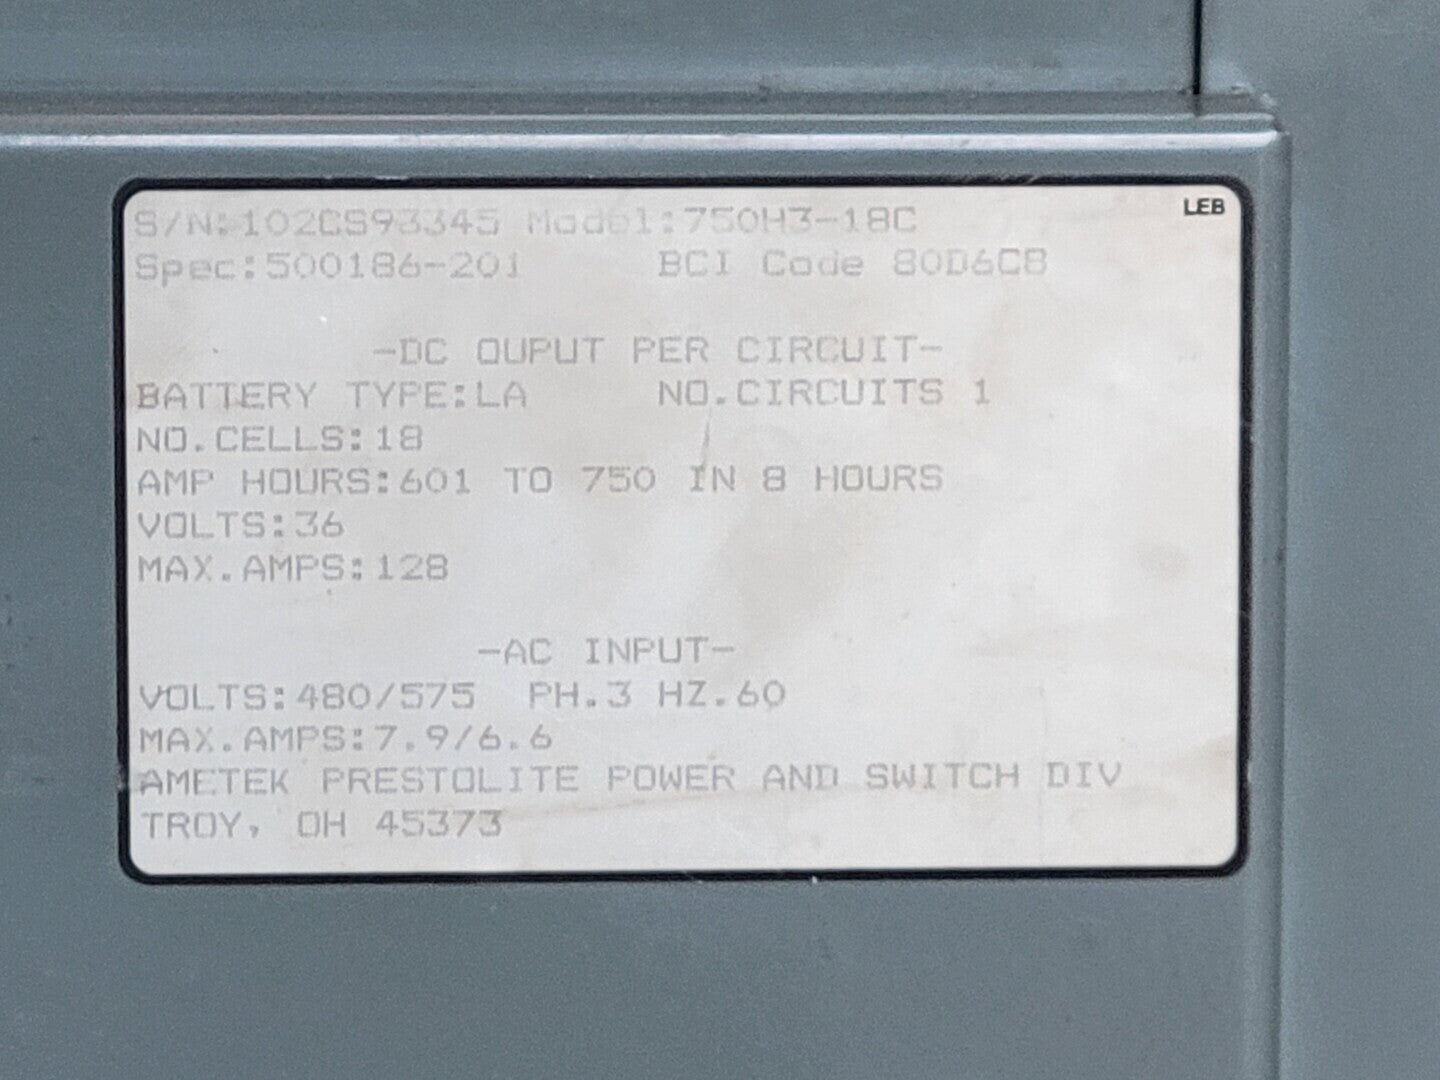 LEB
S/N:102CS93345 Model:750H3-18C
Spec:500186-201 BCI Code 80D6C8
-DC OUPUT PER CIRCUIT-
BATTERY TYPE:LA NO.CIRCUITS 1
NO.CELLS:18
AMP HOURS:601 TO 750 IN 8 HOURS
VOLTS:36
MAX.AMPS:128
-AC INPUT-
VOLTS:480/575 PH.3 HZ.60
MAX.AMPS:7.9/6.6
AMETEK PRESTOLITE POWER AND SWITCH DIV
TROY, OH 45373